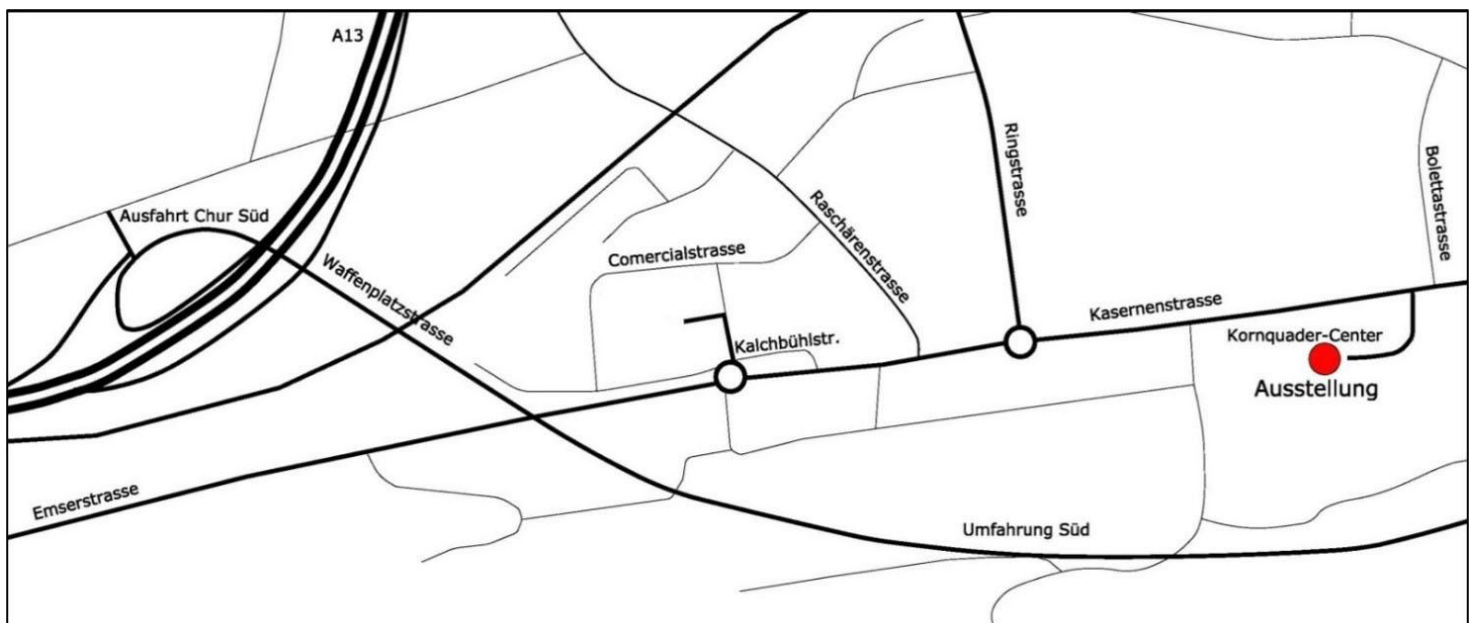 A13
Ausfahrt Chur Süd
Waffenplatzstrasse
Comercialstrasse
Raschärenstrasse
Ringstrasse
Bolettastrasse
Kasernenstrasse
Kalchbühlstr.
Kornquader-Center
Ausstellung
Emserstrasse
Umfahrung Süd